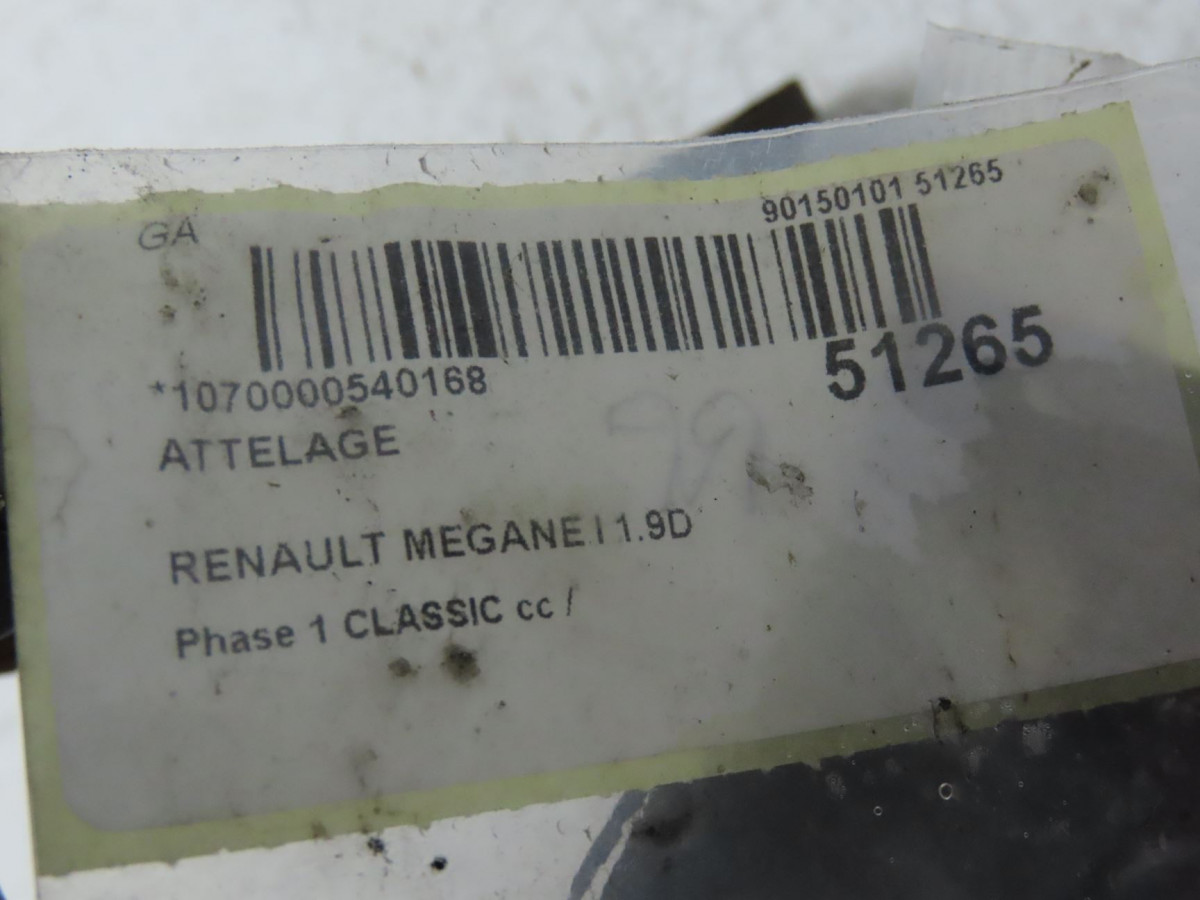 GA
90150101 51265
*1070000540168
51265
ATTELAGE
RENAULT MEGANE I 1.9D
Phase 1 CLASSIC cc /